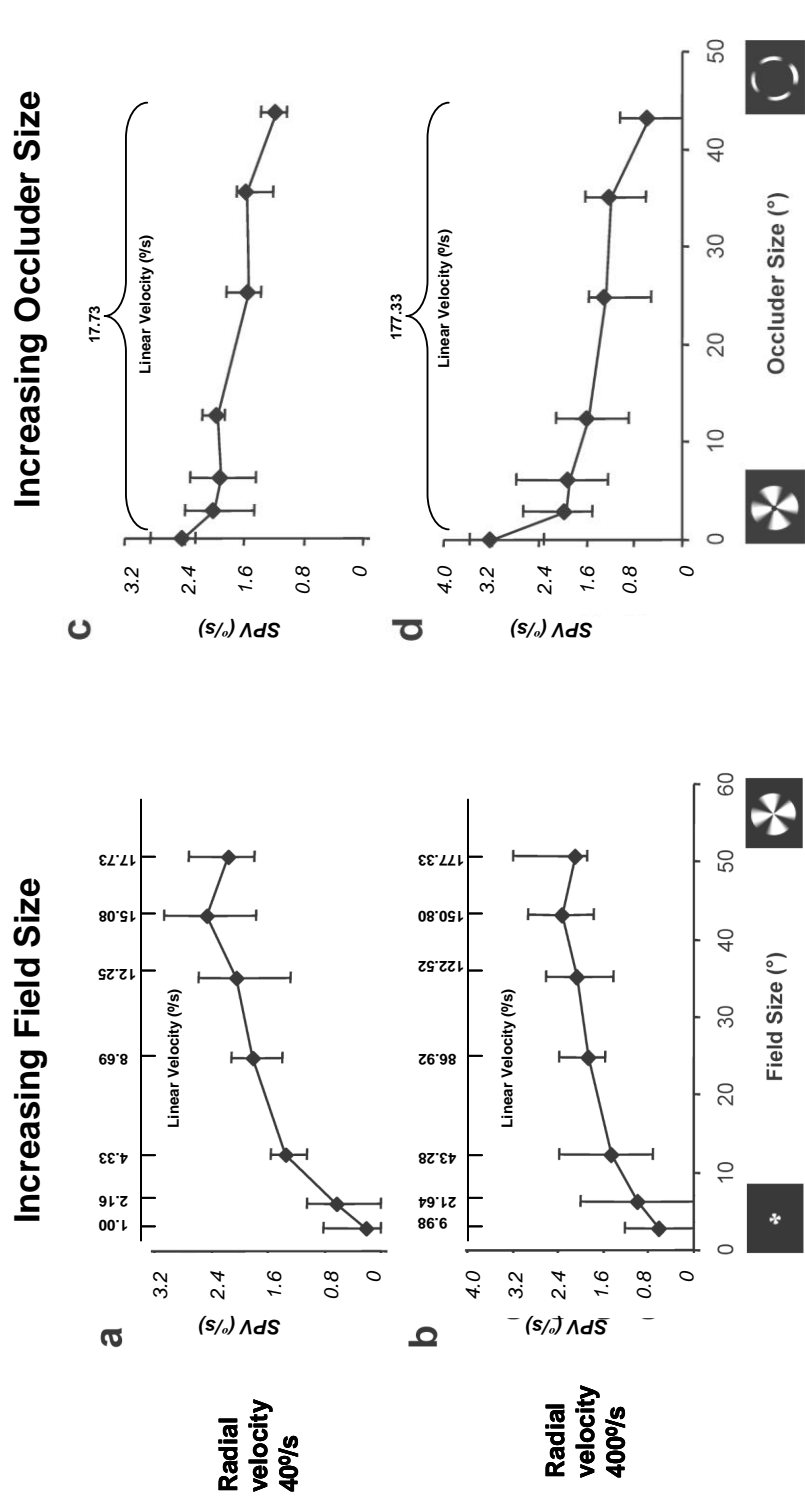 Increasing Field Size
Increasing Occluder Size
Radial
velocity
40º/s
a
SPV (º/s)
3.2
2.4
1.6
0.8
0
1.00
2.16
4.33
8.69
12.25
15.08
17.73
Linear Velocity (º/s)
c
SPV (º/s)
3.2
2.4
1.6
0.8
0
17.73
Linear Velocity (º/s)
Radial
velocity
400º/s
b
SPV (º/s)
4.0
3.2
2.4
1.6
0.8
0
9.98
21.64
43.28
86.92
122.52
150.80
177.33
Linear Velocity (º/s)
0 10 20 30 40 50 60
Field Size (°)
d
SPV (º/s)
4.0
3.2
2.4
1.6
0.8
0
177.33
Linear Velocity (º/s)
0 10 20 30 40 50
Occluder Size (°)